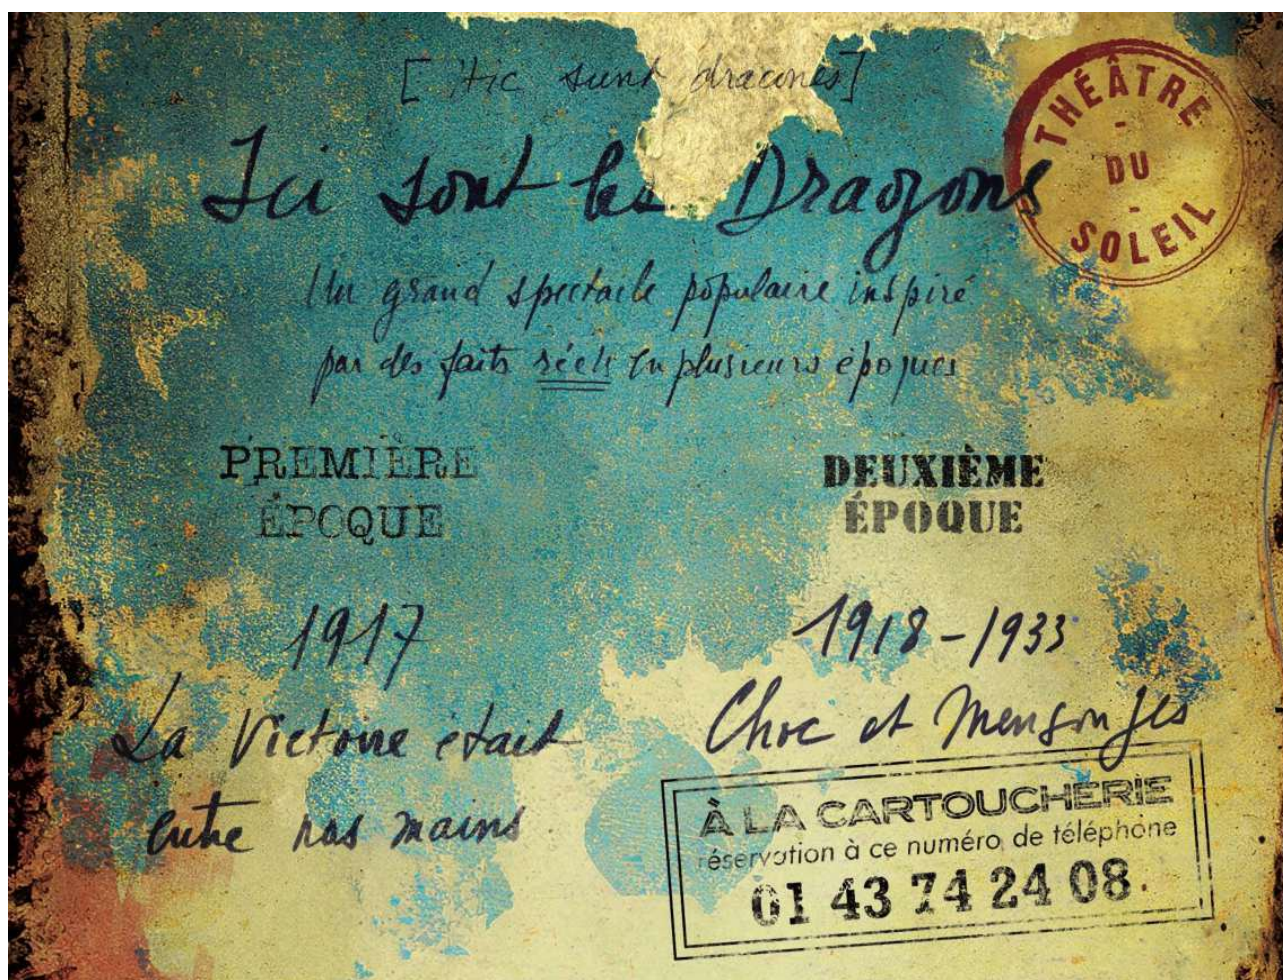 [ Hic sunt dracones]
Ici sont les Dragons
THÉÂTRE
- DU -
SOLEIL
Un grand spectacle populaire inspiré
par des faits réels en plusieurs époques
PREMIÈRE
ÉPOQUE
1917
La Victoire était
entre nos mains
DEUXIÈME
ÉPOQUE
1918-1933
Choc et Mensonges
À LA CARTOUCHERIE
réservation à ce numéro de téléphone
01 43 74 24 08